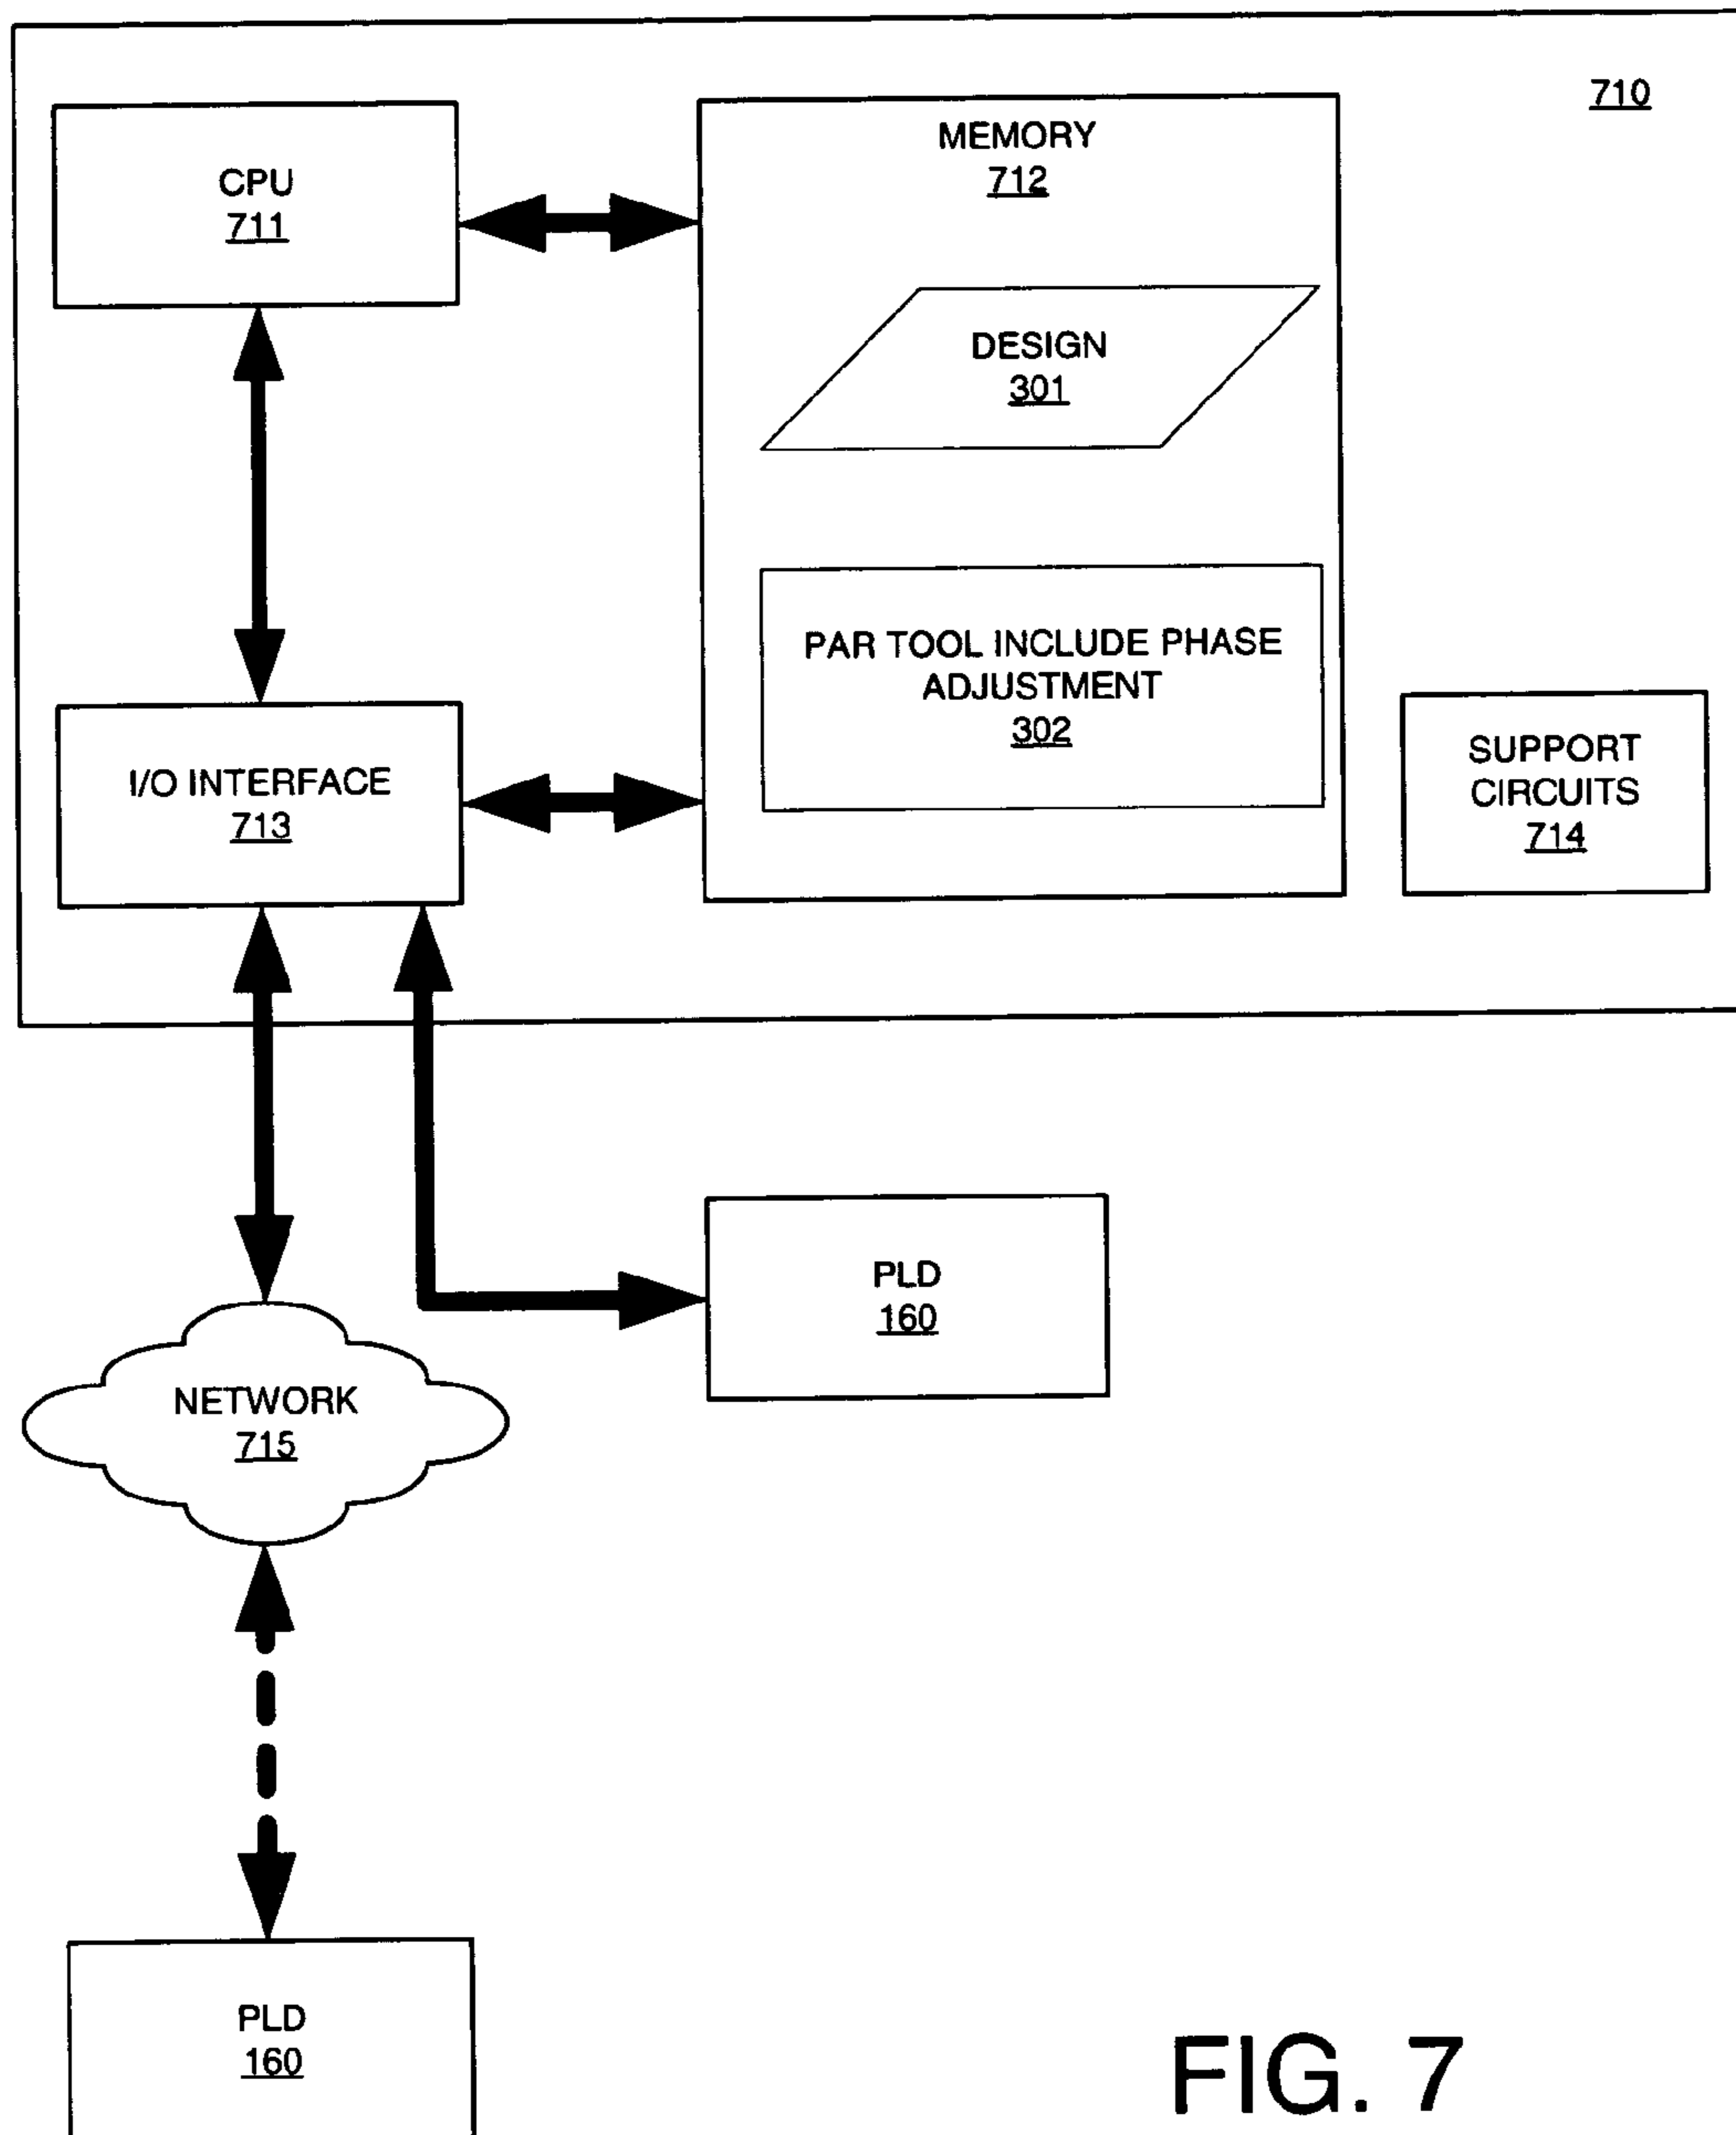 710
CPU
711
MEMORY
712
DESIGN
301
PAR TOOL INCLUDE PHASE
ADJUSTMENT
302
I/O INTERFACE
713
SUPPORT
CIRCUITS
714
PLD
160
NETWORK
715
PLD
160
FIG. 7